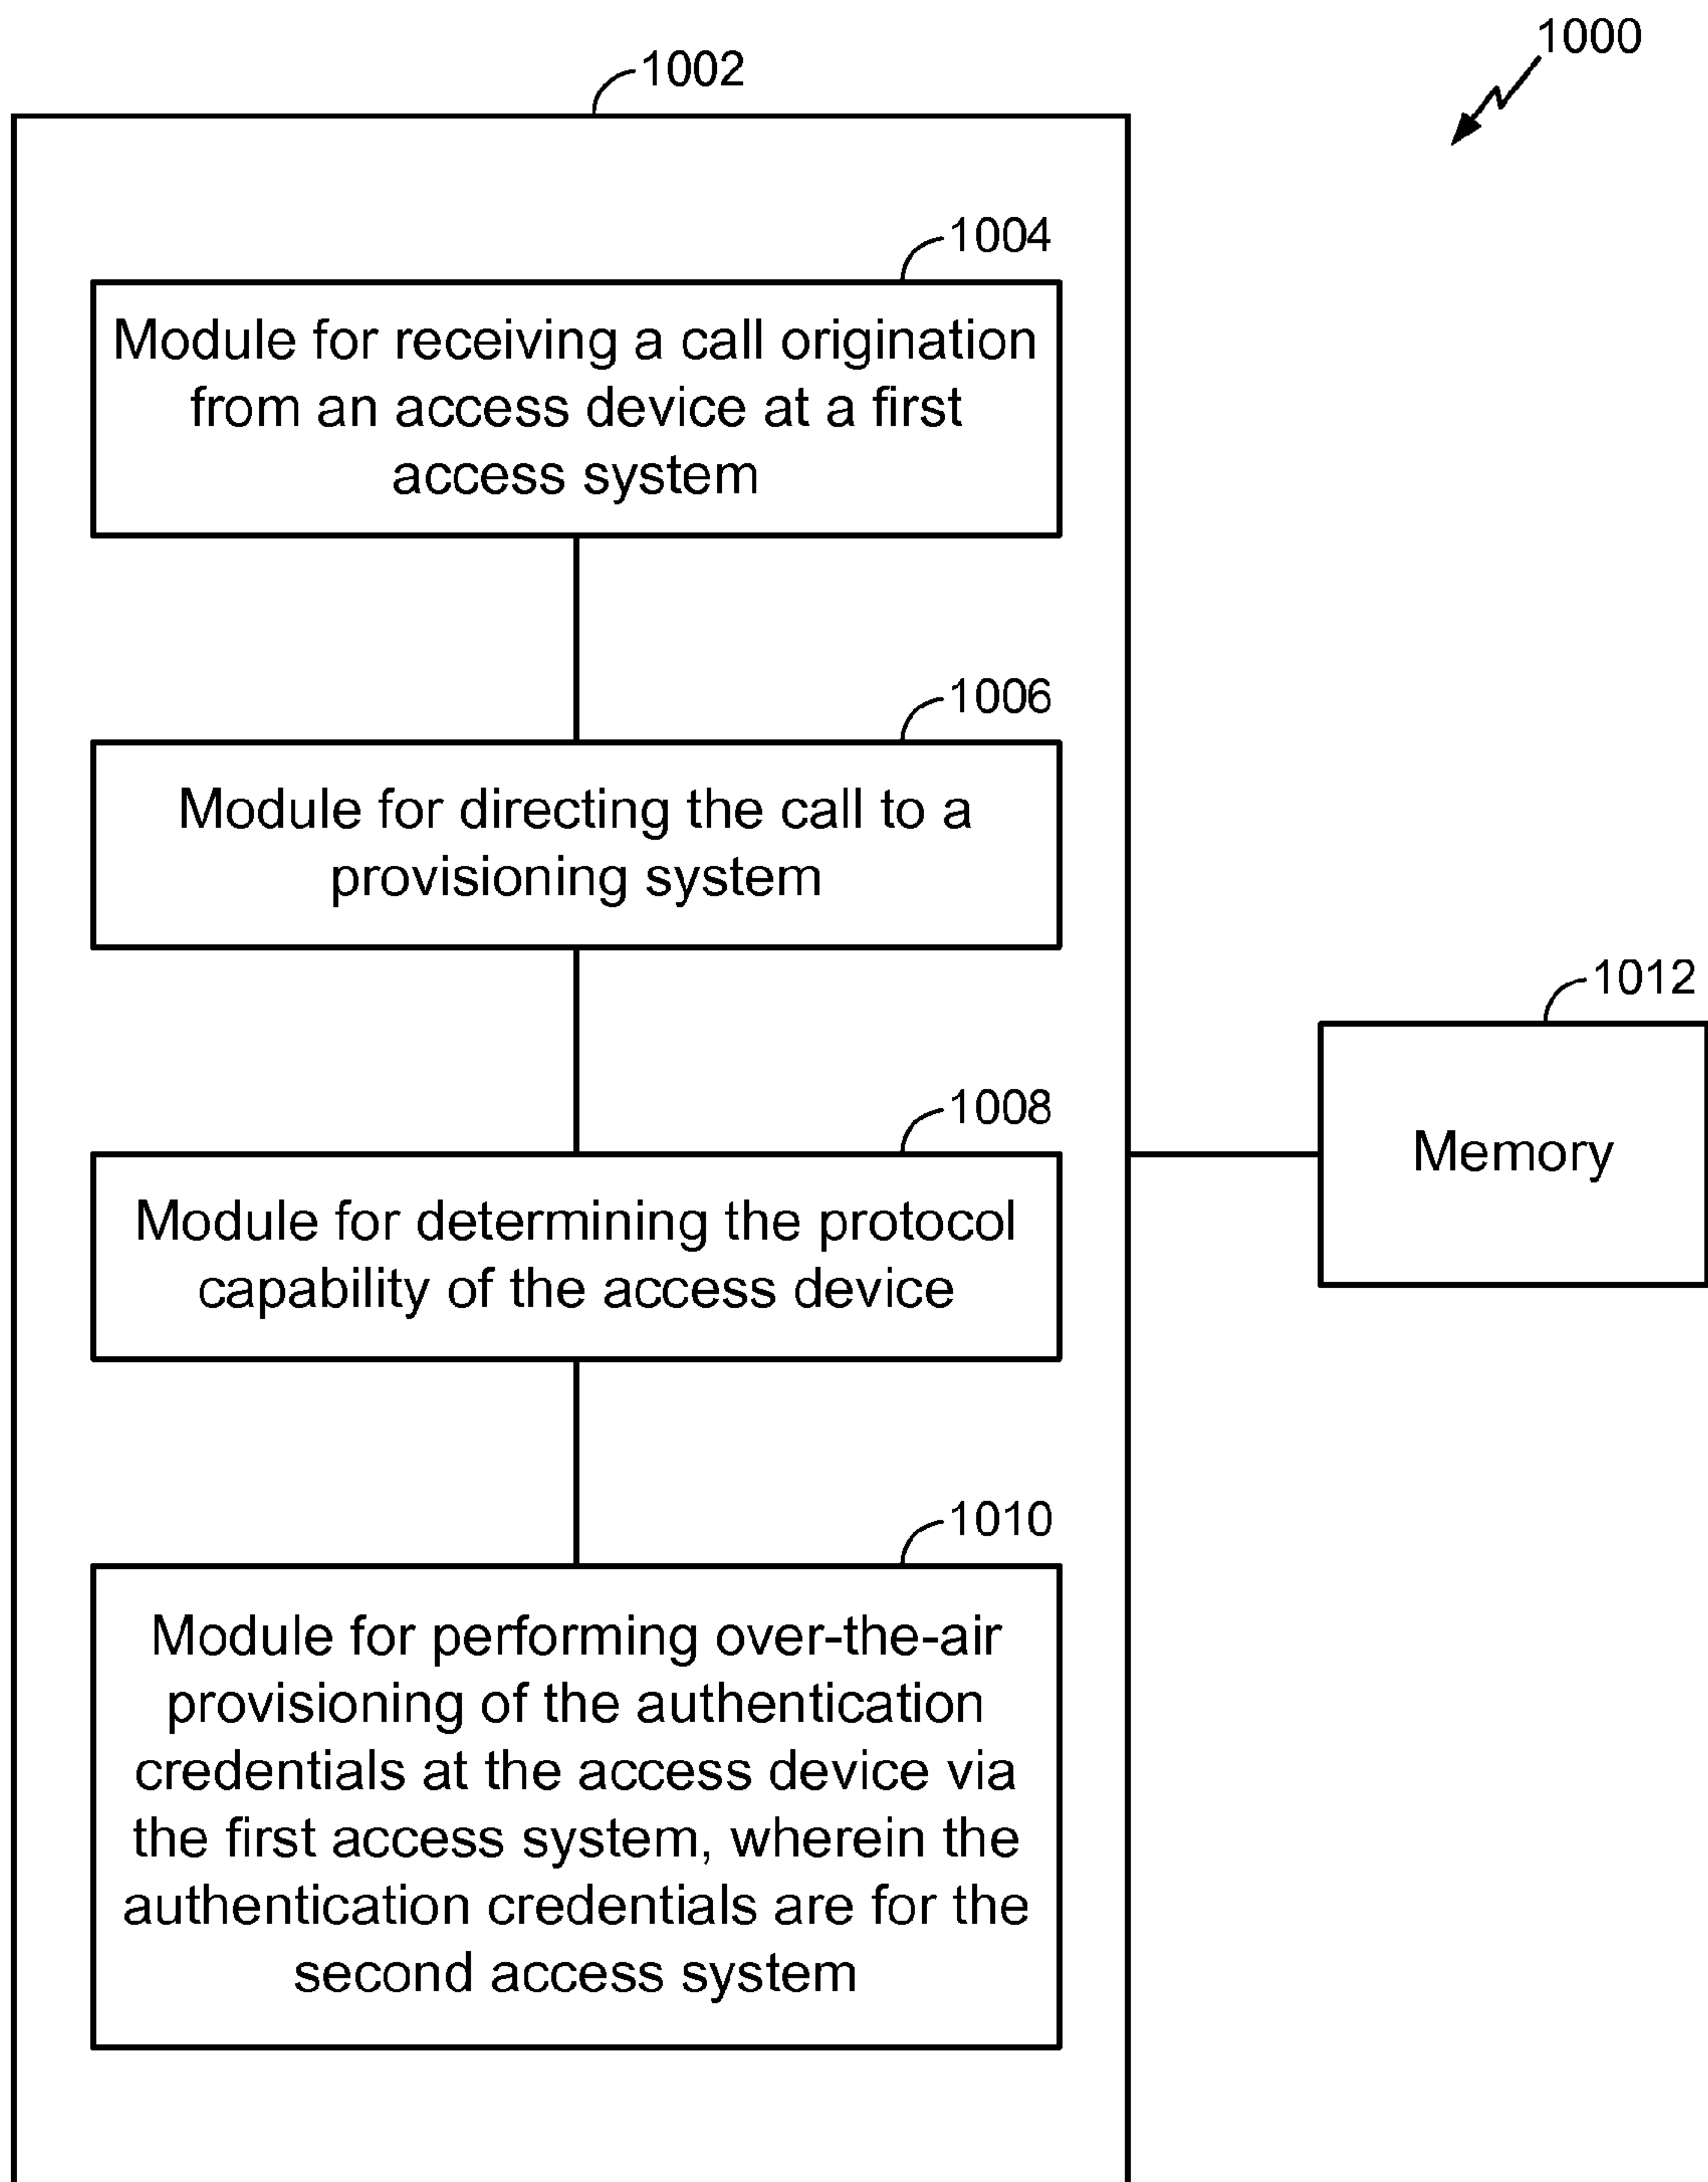 1000
1002
1004
Module for receiving a call origination
from an access device at a first
access system
1006
Module for directing the call to a
provisioning system
1012
Memory
1008
Module for determining the protocol
capability of the access device
1010
Module for performing over-the-air
provisioning of the authentication
credentials at the access device via
the first access system, wherein the
authentication credentials are for the
second access system